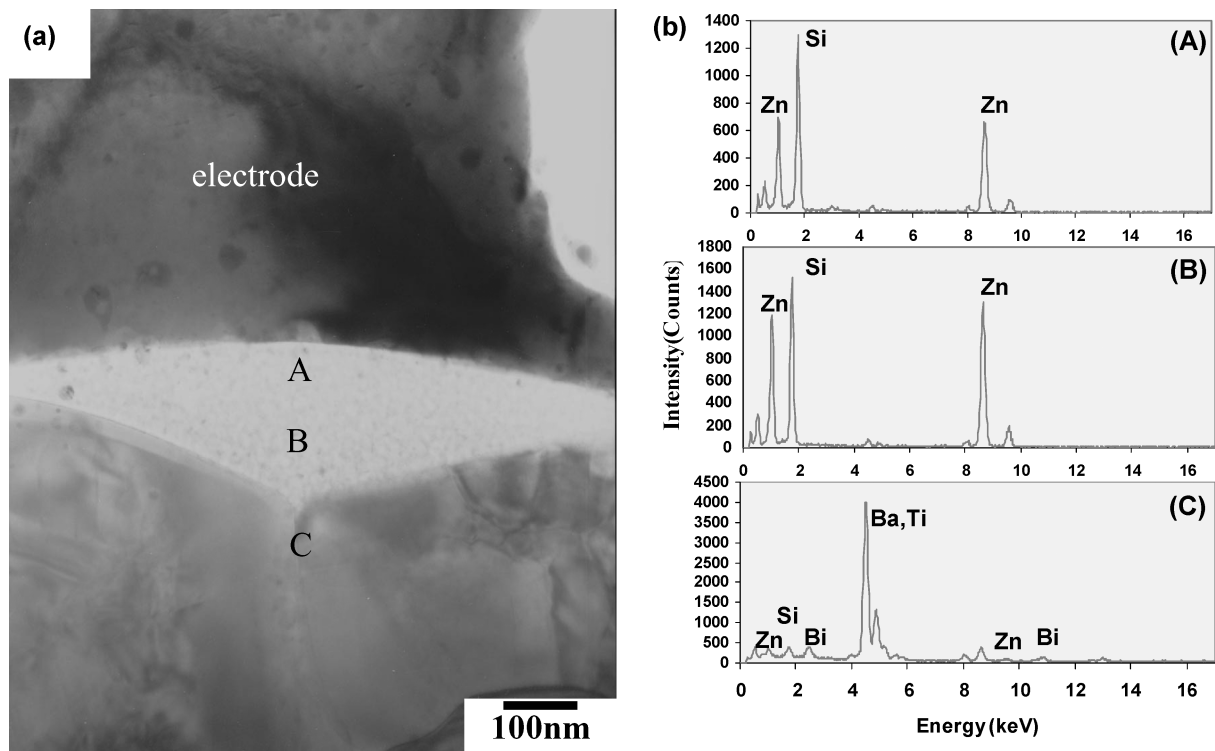 (a)
electrode
A
B
C
100nm
(b)
Intensity(Counts)
(A)
1400
1200
1000
800
600
400
200
0
Zn Si Zn
0 2 4 6 8 10 12 14 16
(B)
1800
1600
1400
1200
1000
800
600
400
200
0
Zn Si Zn
0 2 4 6 8 10 12 14 16
(C)
4500
4000
3500
3000
2500
2000
1500
1000
500
0
Zn Si Bi Ba,Ti Zn Bi
0 2 4 6 8 10 12 14 16
Energy (keV)